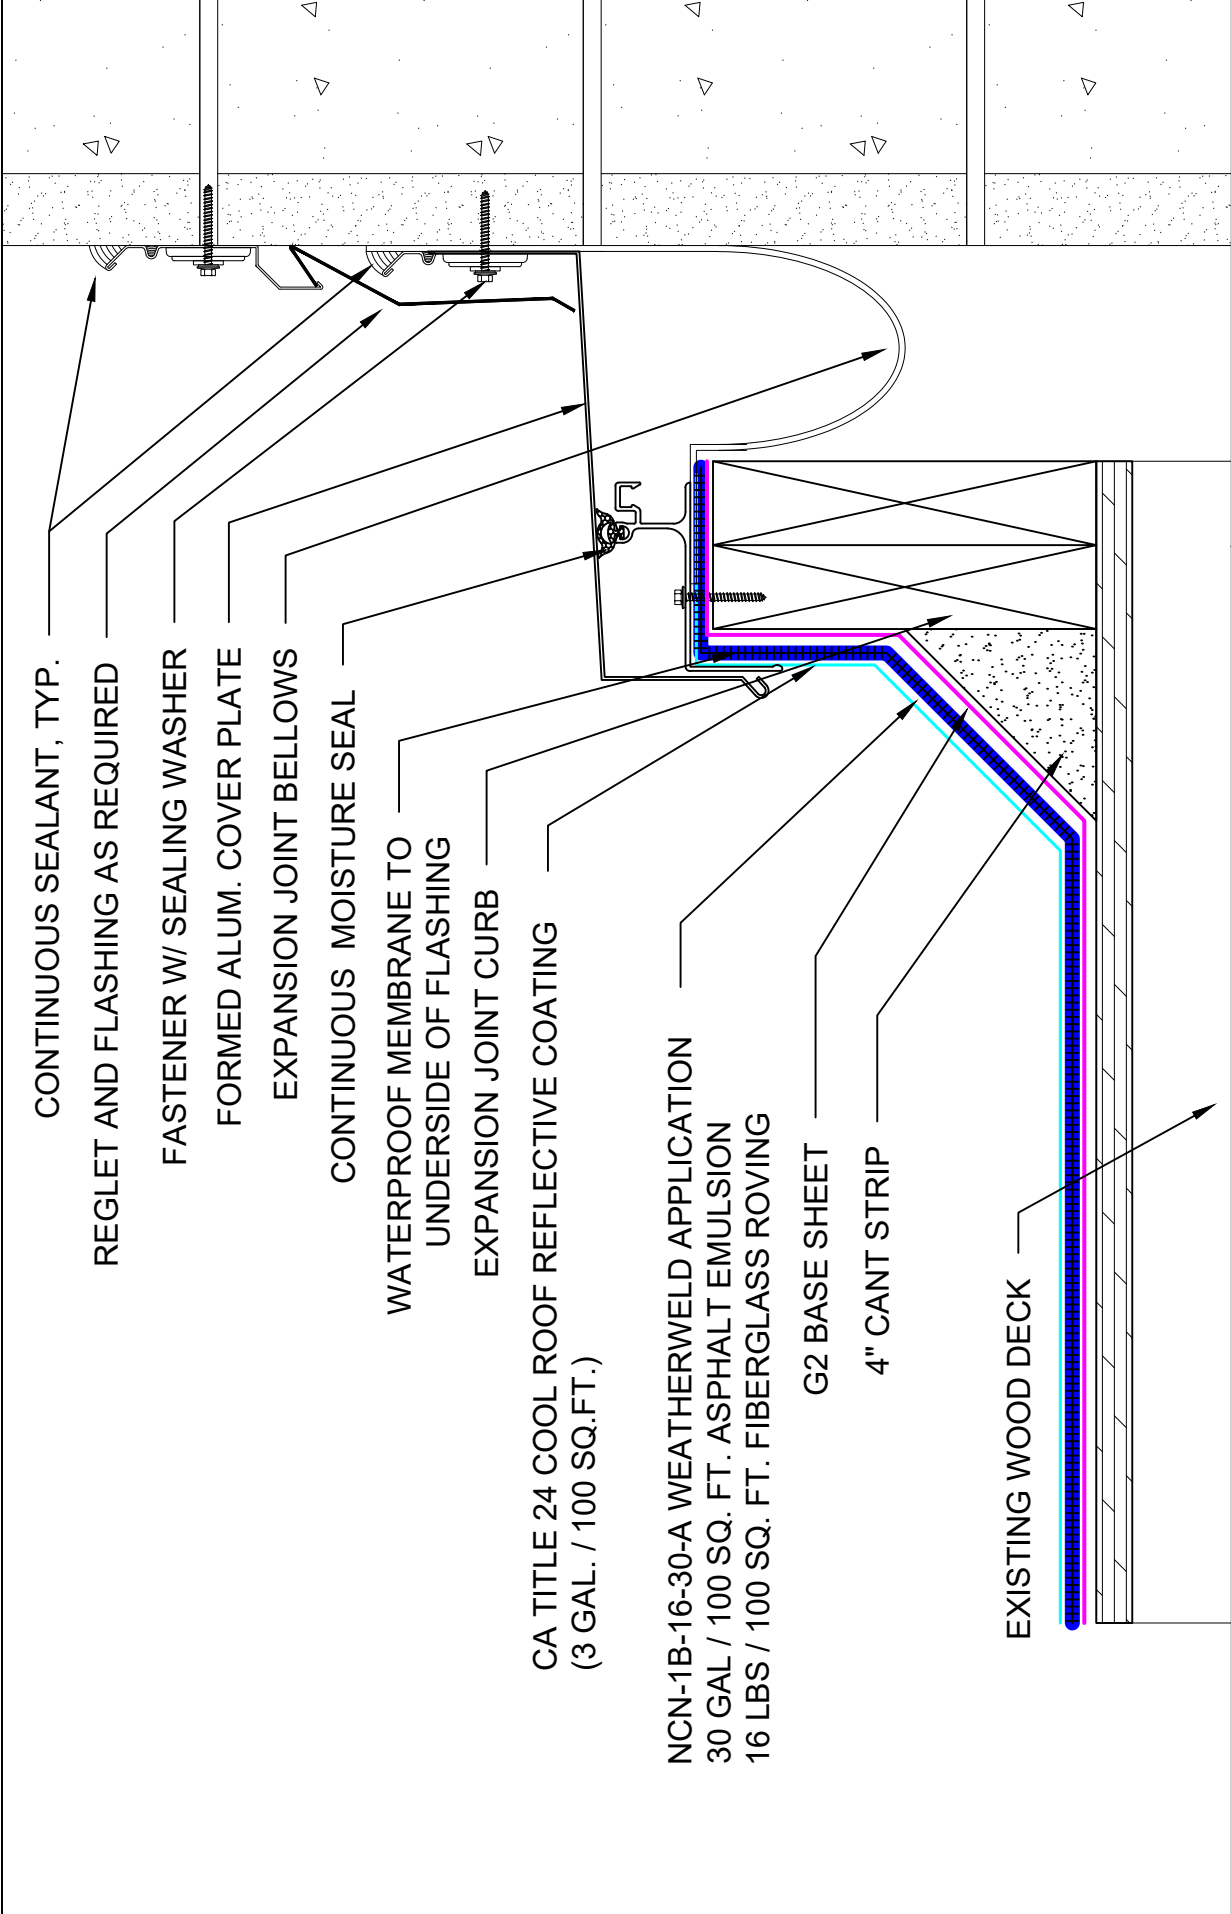 CONTINUOUS SEALANT, TYP.
REGLET AND FLASHING AS REQUIRED
FASTENER W/ SEALING WASHER
FORMED ALUM. COVER PLATE
EXPANSION JOINT BELLOWS
CONTINUOUS MOISTURE SEAL
WATERPROOF MEMBRANE TO
UNDERSIDE OF FLASHING
EXPANSION JOINT CURB
CA TITLE 24 COOL ROOF REFLECTIVE COATING
(3 GAL. / 100 SQ.FT.)
NCN-1B-16-30-A WEATHERWELD APPLICATION
30 GAL / 100 SQ. FT. ASPHALT EMULSION
16 LBS / 100 SQ. FT. FIBERGLASS ROVING
G2 BASE SHEET
4" CANT STRIP
EXISTING WOOD DECK